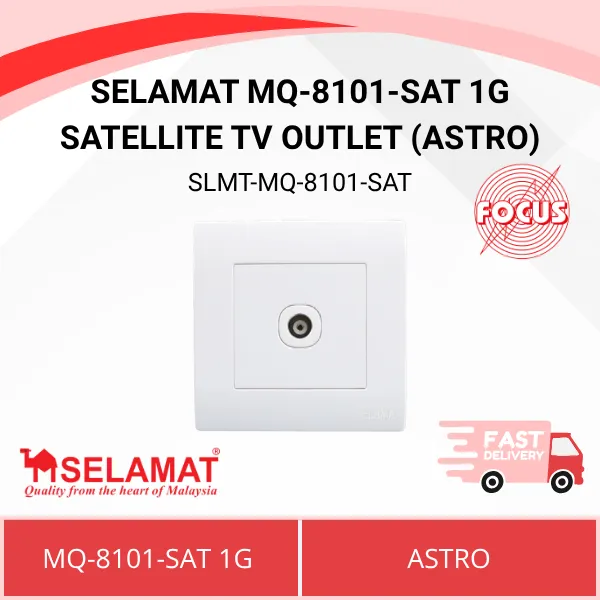 SELAMAT MQ-8101-SAT 1G
SATELLITE TV OUTLET (ASTRO)
SLMT-MQ-8101-SAT
FOCUS
SELAMAT®
Quality from the heart of Malaysia
FAST
DELIVERY
MQ-8101-SAT 1G
ASTRO